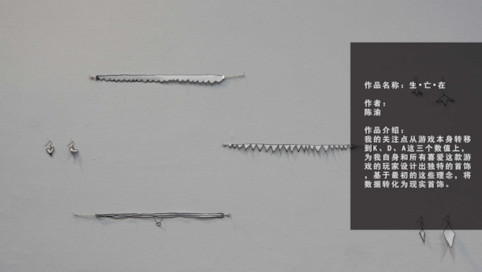 作品名称：生·亡·在
作者：
陈渝
作品介绍：
我的关注点从游戏本身转移
到K、D、A这三个数值上，
为我自身和所有喜爱这款游
戏的玩家设计出独特的首饰
，基于最初的这些理念，将
数据转化为现实首饰。